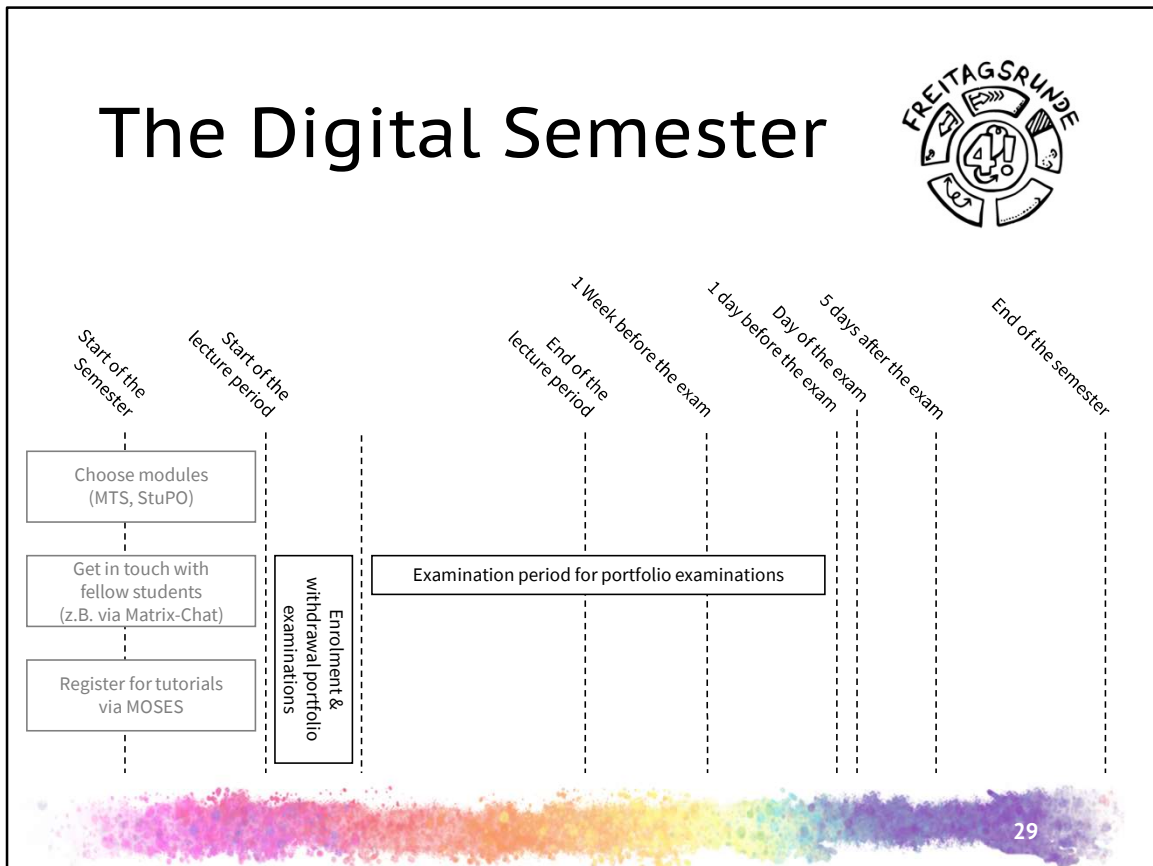 The Digital Semester
FREITAGSRUNDE
4!
Start of the
Semester
Start of the
lecture period
End of the
lecture period
1 Week before the exam
1 day before the exam
Day of the exam
5 days after the exam
End of the semester
Choose modules
(MTS, StuPO)
Get in touch with
fellow students
(z.B. via Matrix-Chat)
Register for tutorials
via MOSES
Enrolment &
withdrawal portfolio
examinations
Examination period for portfolio examinations
29